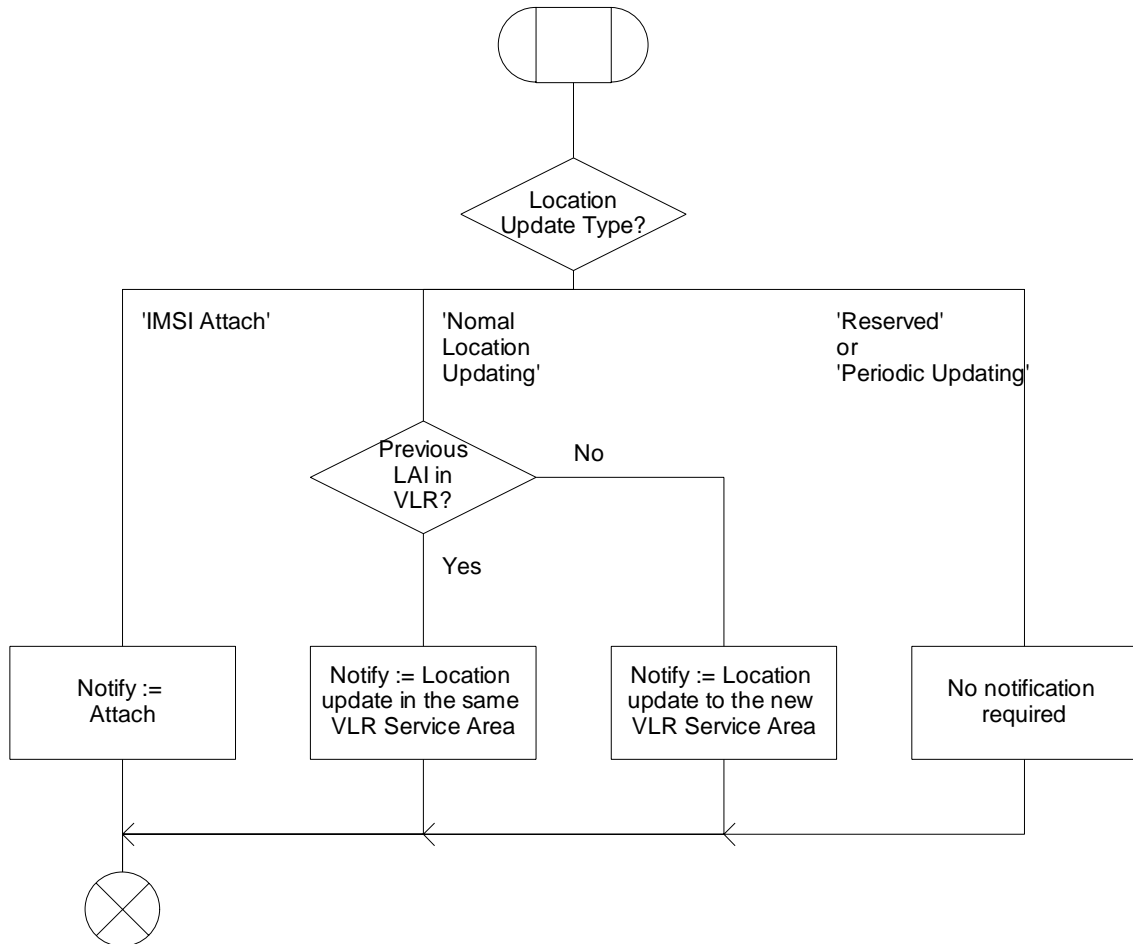 Location
Update Type?
'IMSI Attach'
'Nomal
Location
Updating'
'Reserved'
or
'Periodic Updating'
Previous
LAI in
VLR?
No
Yes
Notify :=
Attach
Notify := Location
update in the same
VLR Service Area
Notify := Location
update to the new
VLR Service Area
No notification
required